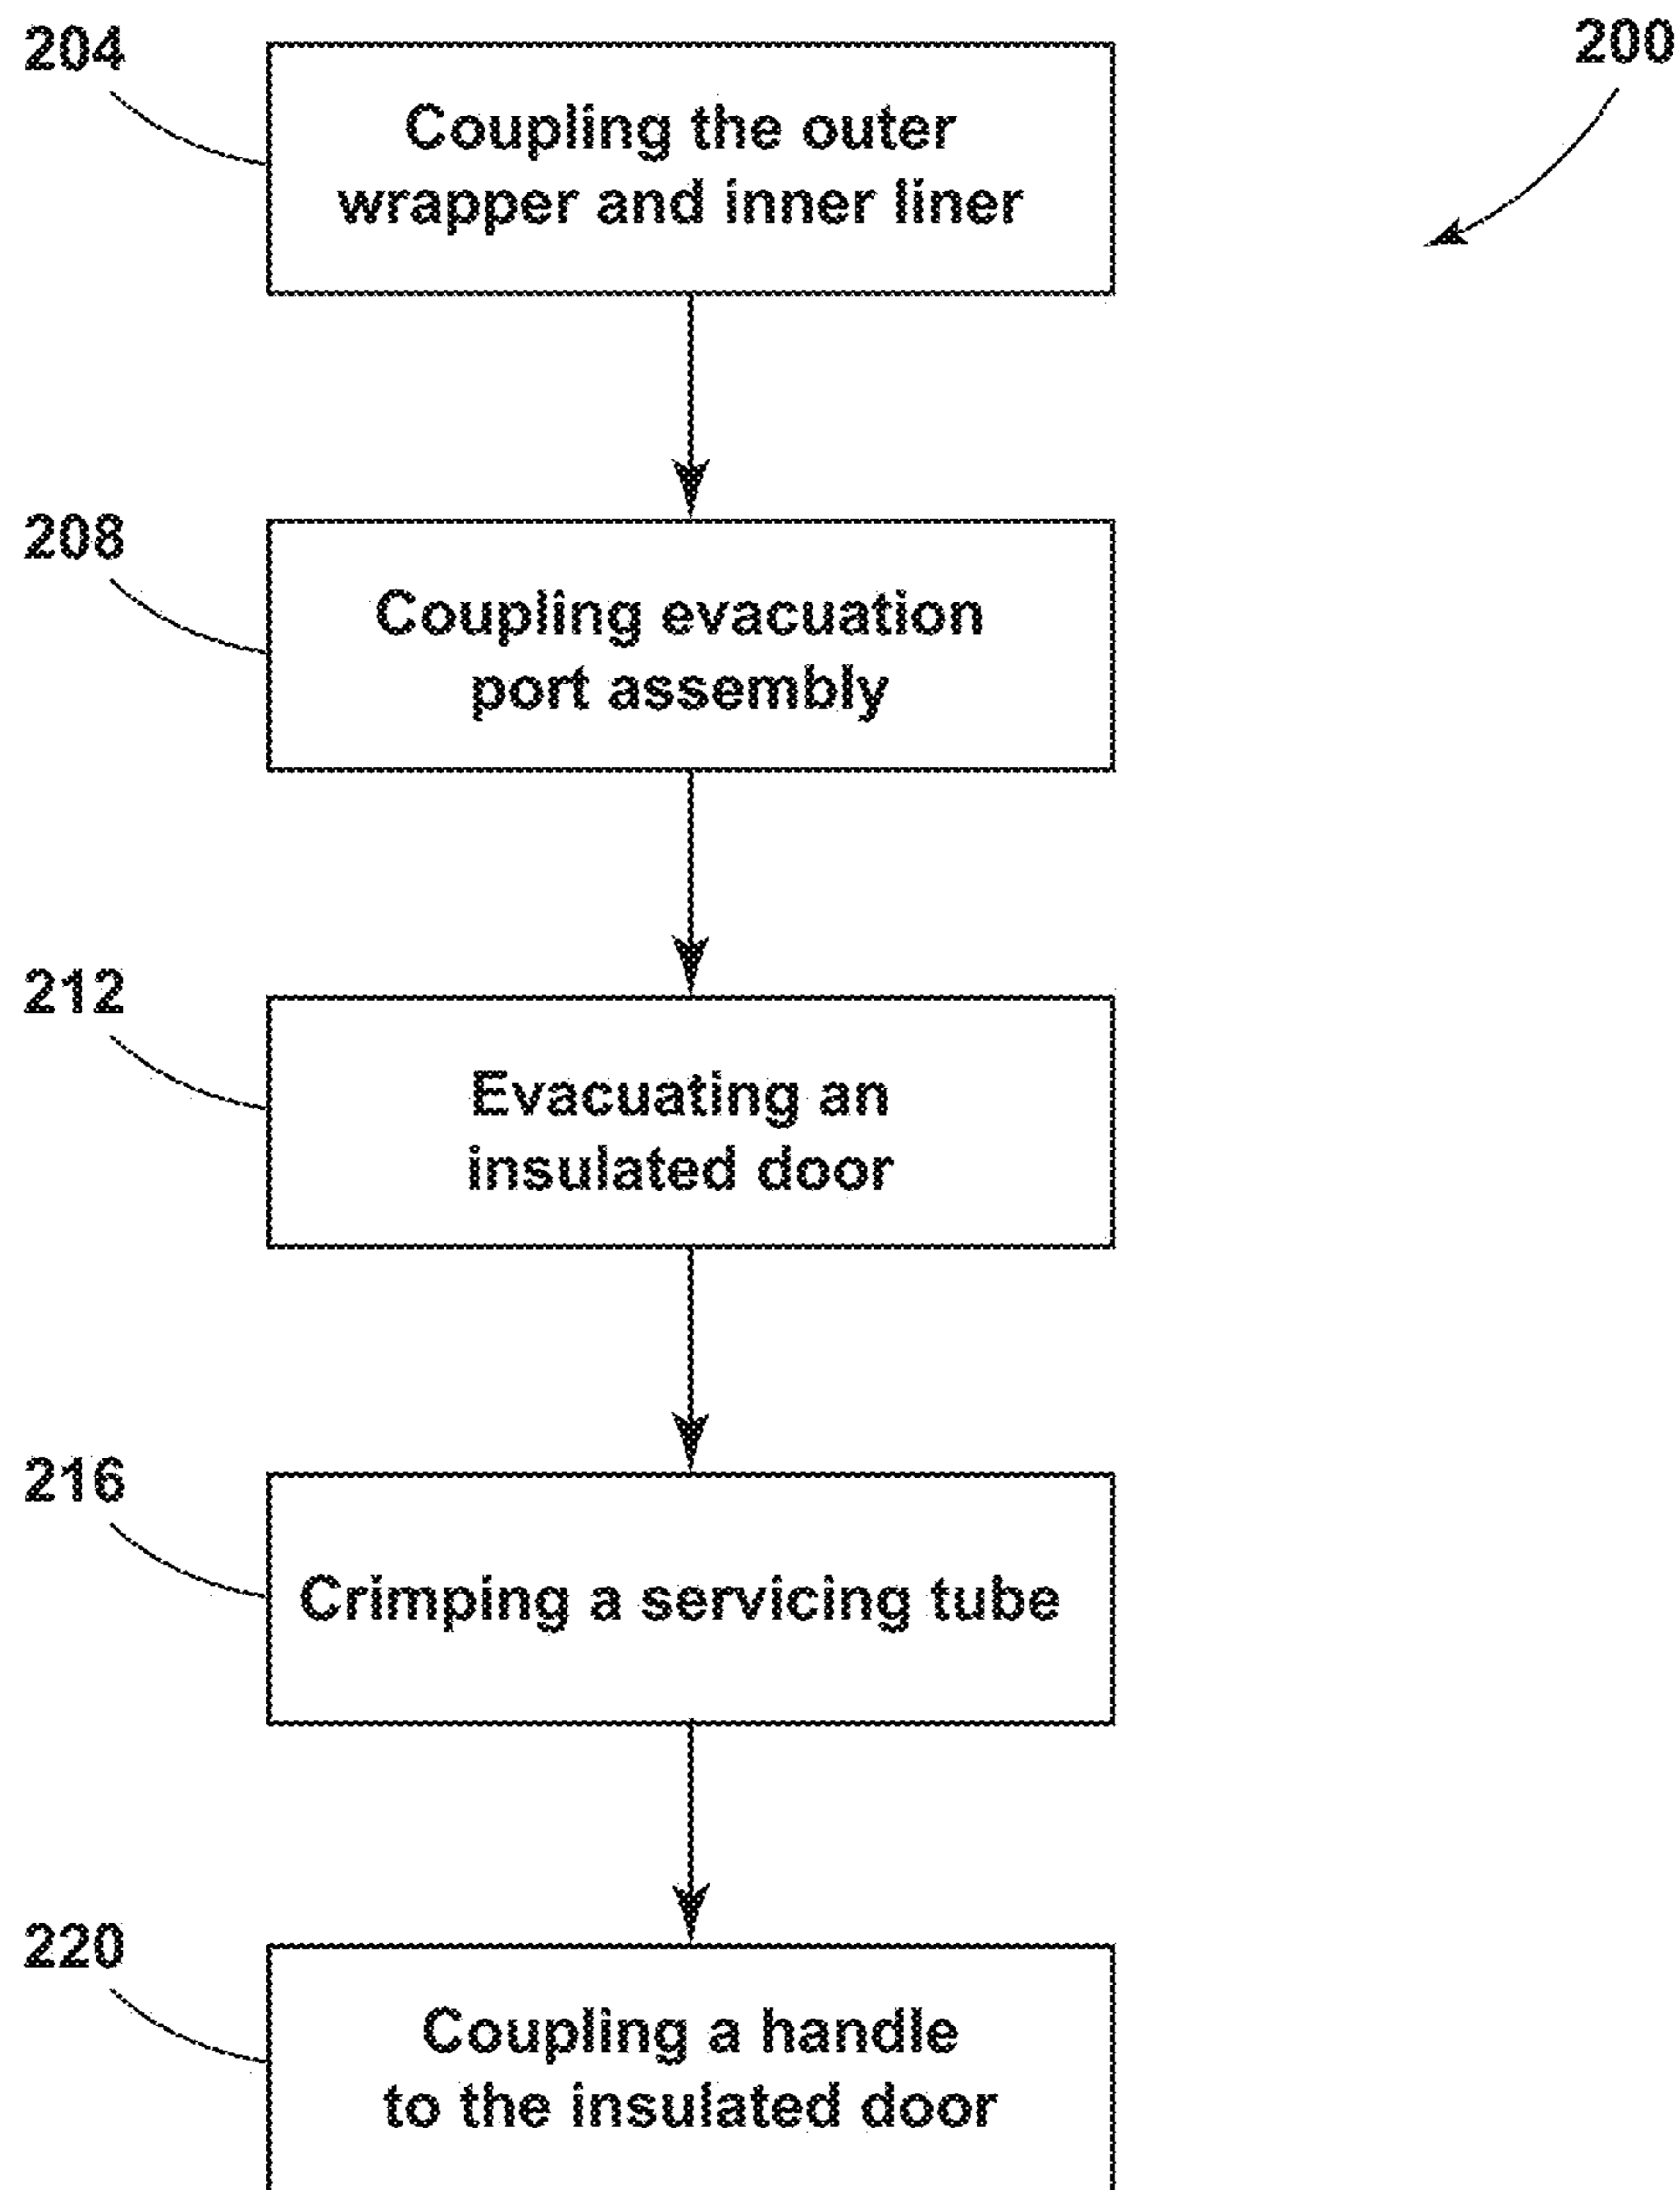 204
200
Coupling the outer
wrapper and inner liner
208
Coupling evacuation
port assembly
212
Evacuating an
insulated door
216
Crimping a servicing tube
220
Coupling a handle
to the insulated door